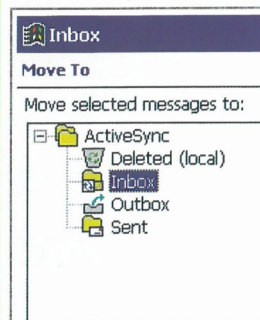 Inbox
Move To
Move selected messages to:
ActiveSync
Deleted (local)
Inbox
Outbox
Sent